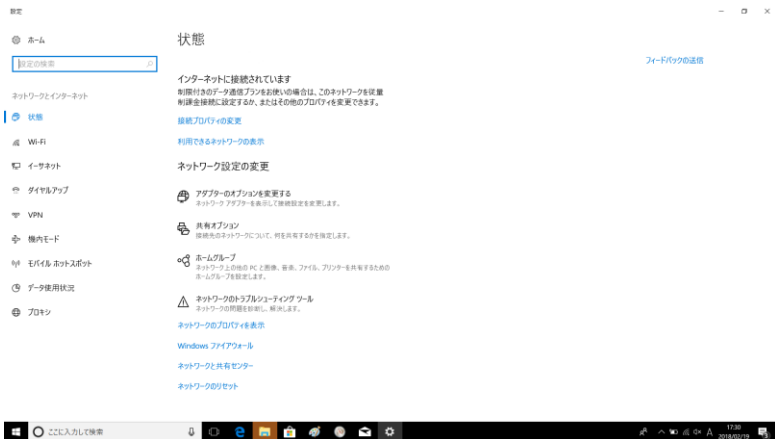 設定
ホーム
設定の検索
ネットワークとインターネット
状態
Wi-Fi
イーサネット
ダイヤルアップ
VPN
機内モード
モバイル ホットスポット
データ使用状況
プロキシ
状態
フィードバックの送信
インターネットに接続されています
制限付きのデータ通信プランをお使いの場合は、このネットワークを従量
制課金接続に設定するか、またはその他のプロパティを変更できます。
接続プロパティの変更
利用できるネットワークの表示
ネットワーク設定の変更
アダプターのオプションを変更する
ネットワーク アダプターを表示して接続設定を変更します。
共有オプション
接続先のネットワークについて、何を共有するかを指定します。
ホームグループ
ネットワーク上の他の PC と画像、音楽、ファイル、プリンターを共有するための
ホームグループを設定します。
ネットワークのトラブルシューティング ツール
ネットワークの問題を診断し、解決します。
ネットワークのプロパティを表示
Windows ファイアウォール
ネットワークと共有センター
ネットワークのリセット
ここに入力して検索
A
17:30
2018/02/19